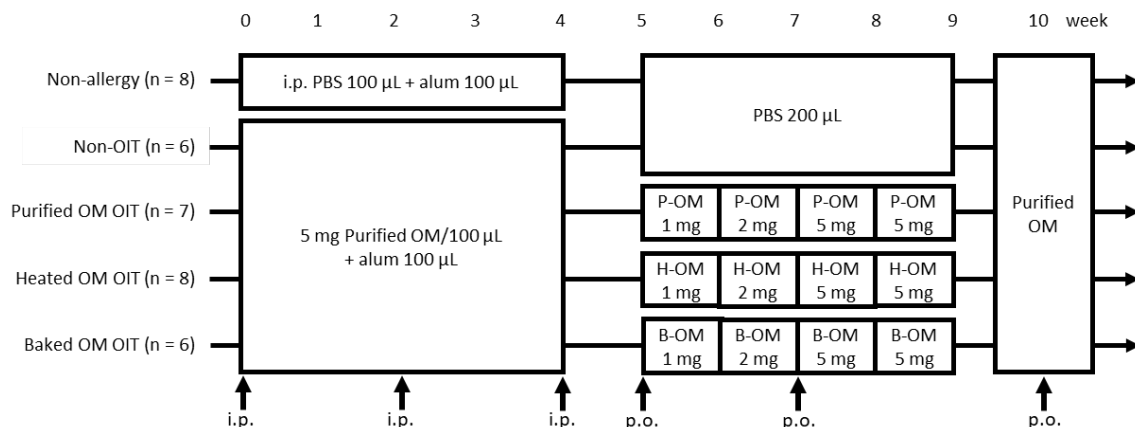 0 1 2 3 4 5 6 7 8 9 10 week
Non-allergy (n = 8)
i.p. PBS 100 µL + alum 100 µL
PBS 200 µL
Non-OIT (n = 6)
5 mg Purified OM/100 µL
+ alum 100 µL
Purified OM OIT (n = 7)
P-OM P-OM P-OM P-OM
1 mg 2 mg 5 mg 5 mg
Purified
OM
Heated OM OIT (n = 8)
H-OM H-OM H-OM H-OM
1 mg 2 mg 5 mg 5 mg
Baked OM OIT (n = 6)
B-OM B-OM B-OM B-OM
1 mg 2 mg 5 mg 5 mg
i.p. i.p. i.p. p.o. p.o. p.o.